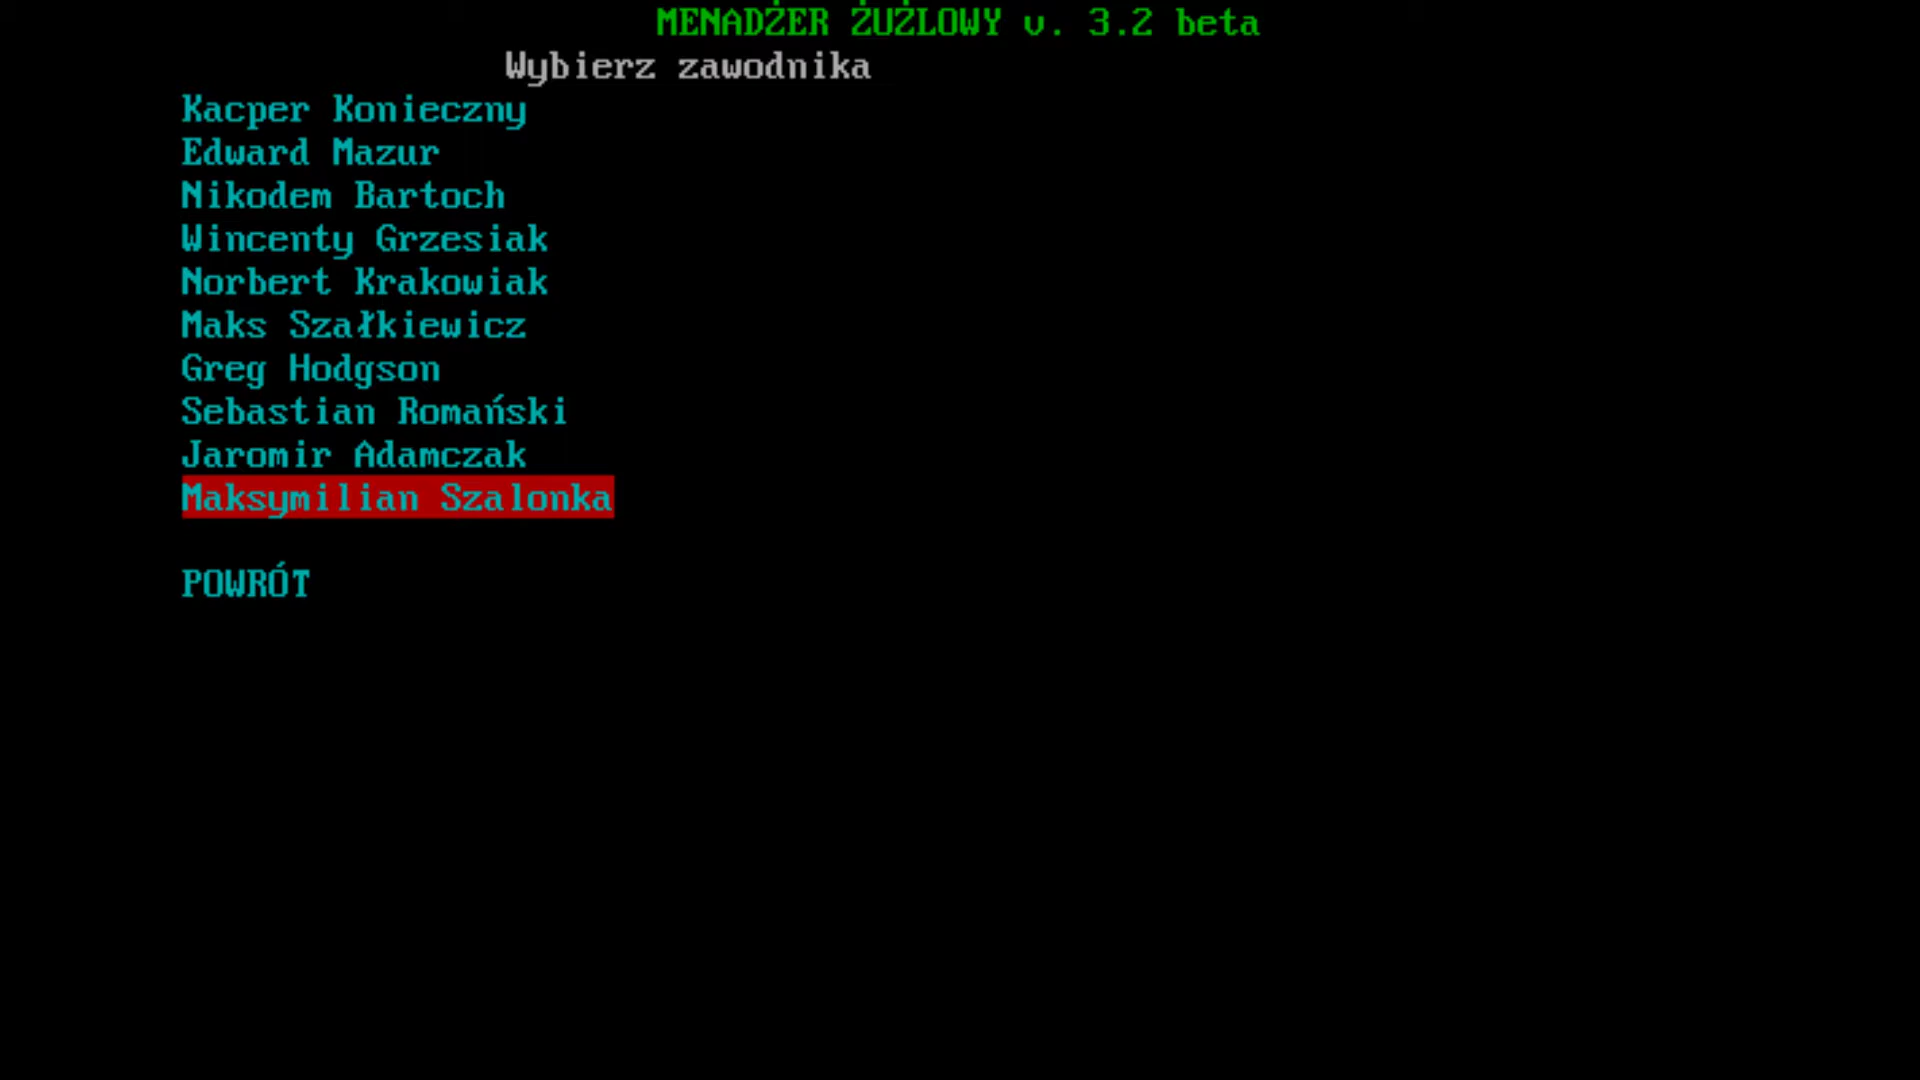 MENADŻER ŻUŻLOWY v. 3.2 beta
Wybierz zawodnika
Kacper Konieczny
Edward Mazur
Nikodem Bartoch
Wincenty Grzesiak
Norbert Krakowiak
Maks Szałkiewicz
Greg Hodgson
Sebastian Romański
Jaromir Adamczak
Maksymilian Szalonka
POWRÓT